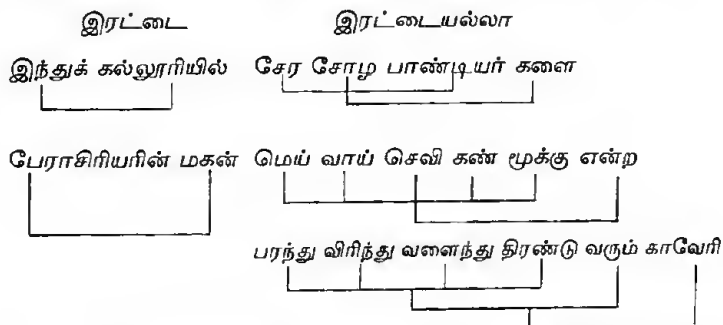 இரட்டை இரட்டையல்லா
இந்துக் கல்லூரியில் சேர சோழ பாண்டியர் களை
பேராசிரியரின் மகன் மெய் வாய் செவி கண் மூக்கு என்ற
பரந்து விரிந்து வளைந்து திரண்டு வரும் காவேரி